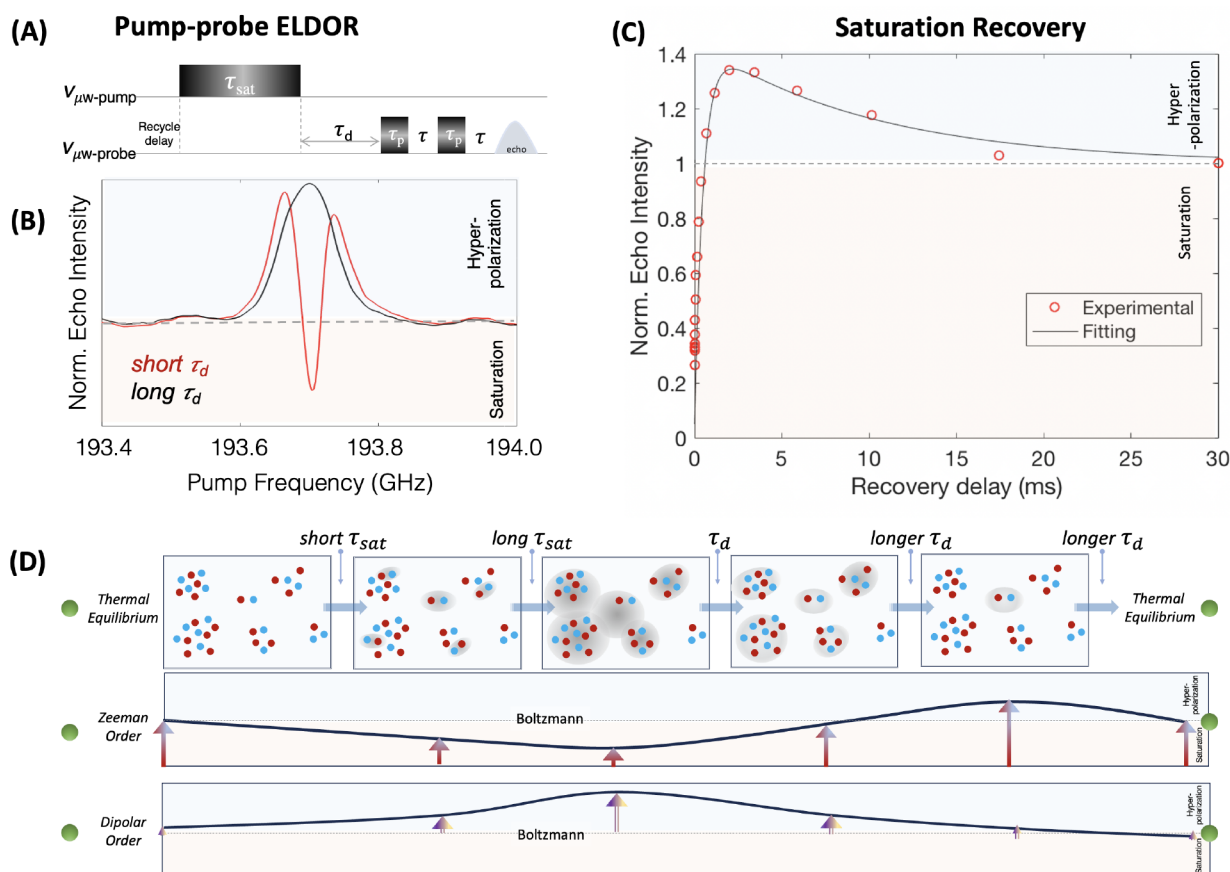 (A)
Pump-probe ELDOR
τsat
νμw-pump
Recycle
delay
τd
τp
τ
τp
τ
νμw-probe
echo
(B)
Norm. Echo Intensity
Hyper-
polarization
Saturation
short τd
long τd
193.4
193.6
193.8
194.0
Pump Frequency (GHz)
(C)
Saturation Recovery
Norm. Echo Intensity
1.4
1.2
1
0.8
0.6
0.4
0.2
0
Hyper
-polarization
Saturation
Experimental
Fitting
0
5
10
15
20
25
30
Recovery delay (ms)
(D)
short τsat
long τsat
τd
longer τd
longer τd
Thermal
Equilibrium
Thermal
Equilibrium
Zeeman
Order
Boltzmann
Hyper-
polarization
Saturation
Dipolar
Order
Boltzmann
Hyper-
polarization
Saturation